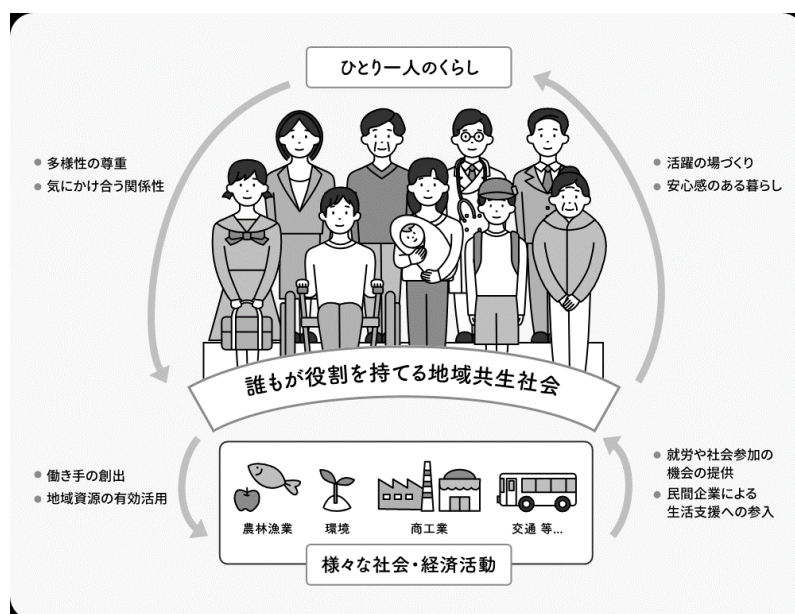 ひとり一人のくらし
● 多様性の尊重
● 気にかけ合う関係性
● 活躍の場づくり
● 安心感のある暮らし
誰もが役割を持てる地域共生社会
● 働き手の創出
● 地域資源の有効活用
● 就労や社会参加の
機会の提供
● 民間企業による
生活支援への参入
農林漁業 環境 商工業 交通 等...
様々な社会・経済活動